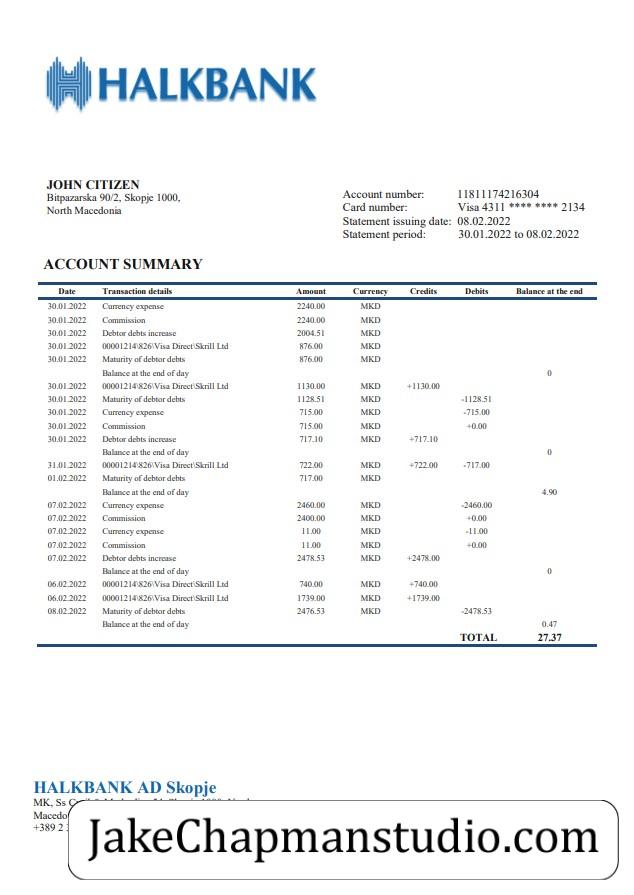 HALKBANK
JOHN CITIZEN
Bitpazarska 90/2, Skopje 1000,
North Macedonia
Account number: 11811174216304
Card number: Visa 4311 **** **** 2134
Statement issuing date: 08.02.2022
Statement period: 30.01.2022 to 08.02.2022
ACCOUNT SUMMARY
Date Transaction details Amount Currency Credits Debits Balance at the end
30.01.2022 Currency expense 2240.00 MKD
30.01.2022 Commission 2240.00 MKD
30.01.2022 Debtor debts increase 2004.51 MKD
30.01.2022 00001214\826\Visa Direct\Skrill Ltd 876.00 MKD
30.01.2022 Maturity of debtor debts 876.00 MKD
Balance at the end of day 0
30.01.2022 00001214\826\Visa Direct\Skrill Ltd 1130.00 MKD +1130.00
30.01.2022 Maturity of debtor debts 1128.51 MKD -1128.51
30.01.2022 Currency expense 715.00 MKD -715.00
30.01.2022 Commission 715.00 MKD +0.00
30.01.2022 Debtor debts increase 717.10 MKD +717.10
Balance at the end of day 0
31.01.2022 00001214\826\Visa Direct\Skrill Ltd 722.00 MKD +722.00 -717.00
01.02.2022 Maturity of debtor debts 717.00 MKD
Balance at the end of day 4.90
07.02.2022 Currency expense 2460.00 MKD -2460.00
07.02.2022 Commission 2400.00 MKD +0.00
07.02.2022 Currency expense 11.00 MKD -11.00
07.02.2022 Commission 11.00 MKD +0.00
07.02.2022 Debtor debts increase 2478.53 MKD +2478.00
Balance at the end of day 0
06.02.2022 00001214\826\Visa Direct\Skrill Ltd 740.00 MKD +740.00
06.02.2022 00001214\826\Visa Direct\Skrill Ltd 1739.00 MKD +1739.00
08.02.2022 Maturity of debtor debts 2476.53 MKD -2478.53
Balance at the end of day 0.47
TOTAL 27.37
HALKBANK AD Skopje
MK, Ss
+389 2
JakeChapmanstudio.com